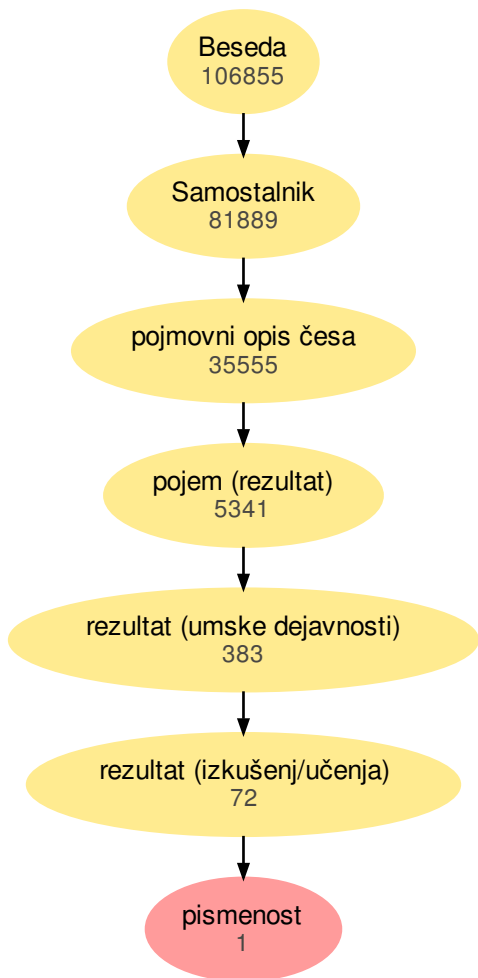 Beseda
106855
Samostalnik
81889
pojmovni opis česa
35555
pojem (rezultat)
5341
rezultat (umske dejavnosti)
383
rezultat (izkušenj/učenja)
72
pismenost
1